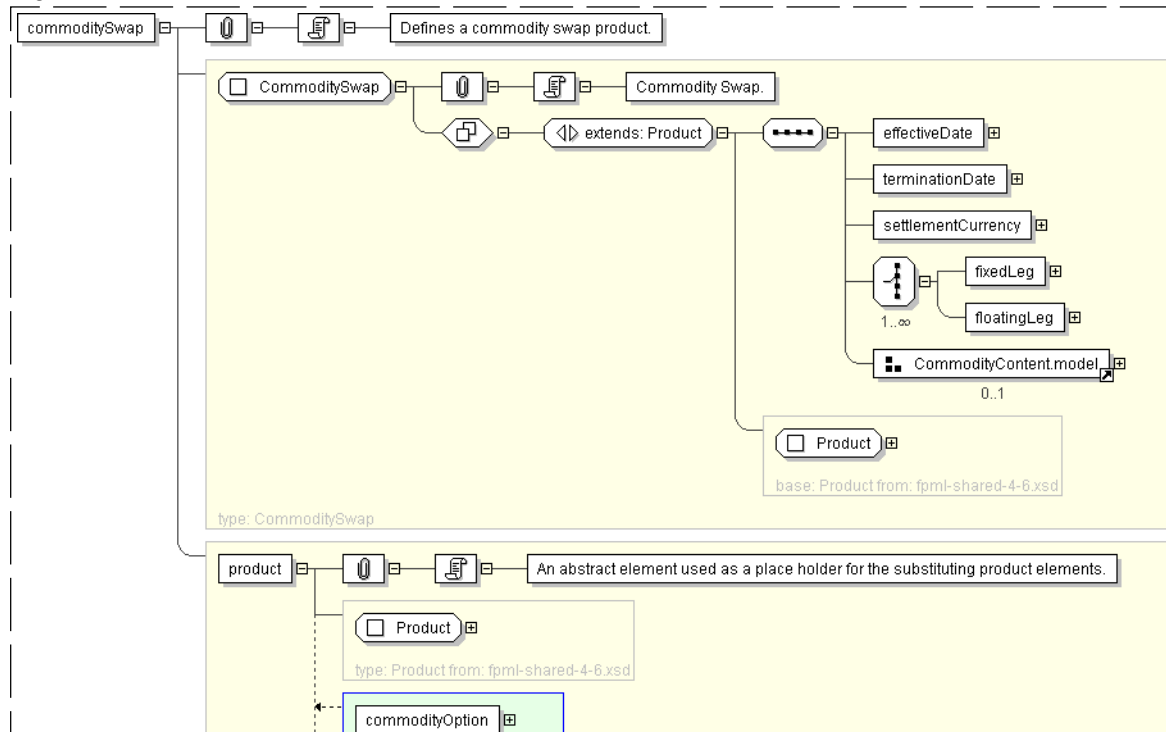 commoditySwap
Defines a commodity swap product.
CommoditySwap
Commodity Swap.
extends: Product
effectiveDate
terminationDate
settlementCurrency
fixedLeg
floatingLeg
1..∞
CommodityContent.model
0..1
Product
base: Product from: fpml-shared-4-6.xsd
type: CommoditySwap
product
An abstract element used as a place holder for the substituting product elements.
Product
type: Product from: fpml-shared-4-6.xsd
commodityOption